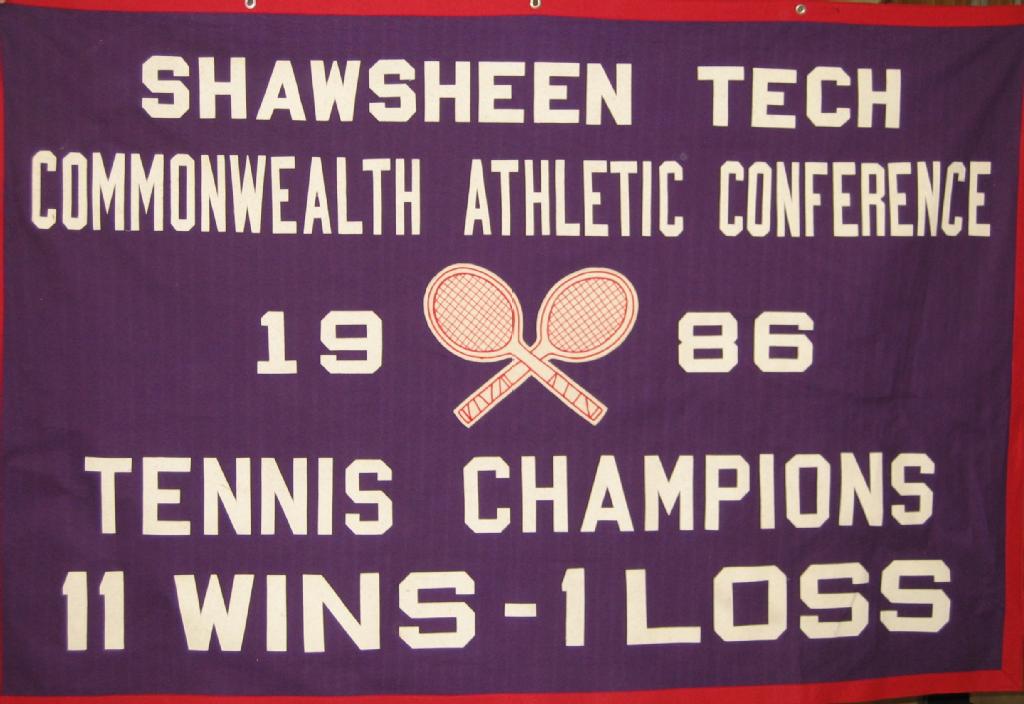 SHAWSHEEN TECH
COMMONWEALTH ATHLETIC CONFERENCE
19 86
TENNIS CHAMPIONS
11 WINS - 1 LOSS